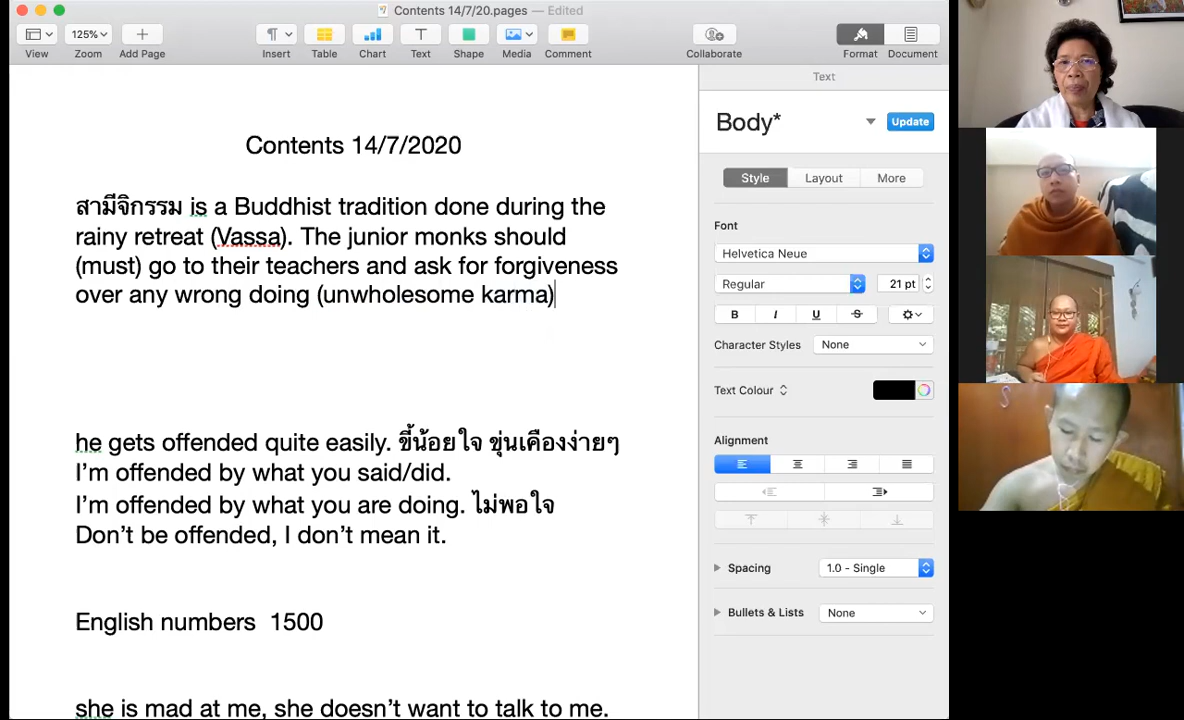 Contents 14/7/20.pages — Edited
View
125%
Zoom
Add Page
Insert
Table
Chart
Text
Shape
Media
Comment
Collaborate
Format
Document
Text
Body*
Update
Style
Layout
More
Font
Helvetica Neue
Regular
21 pt
B I U S
Character Styles
None
Text Colour
Alignment
Spacing
1.0 - Single
Bullets & Lists
None
Contents 14/7/2020
สามีจิกรรม is a Buddhist tradition done during the
rainy retreat (Vassa). The junior monks should
(must) go to their teachers and ask for forgiveness
over any wrong doing (unwholesome karma)
he gets offended quite easily. ขี้น้อยใจ ขุ่นเคืองง่ายๆ
I'm offended by what you said/did.
I'm offended by what you are doing. ไม่พอใจ
Don't be offended, I don't mean it.
English numbers 1500
she is mad at me, she doesn't want to talk to me.